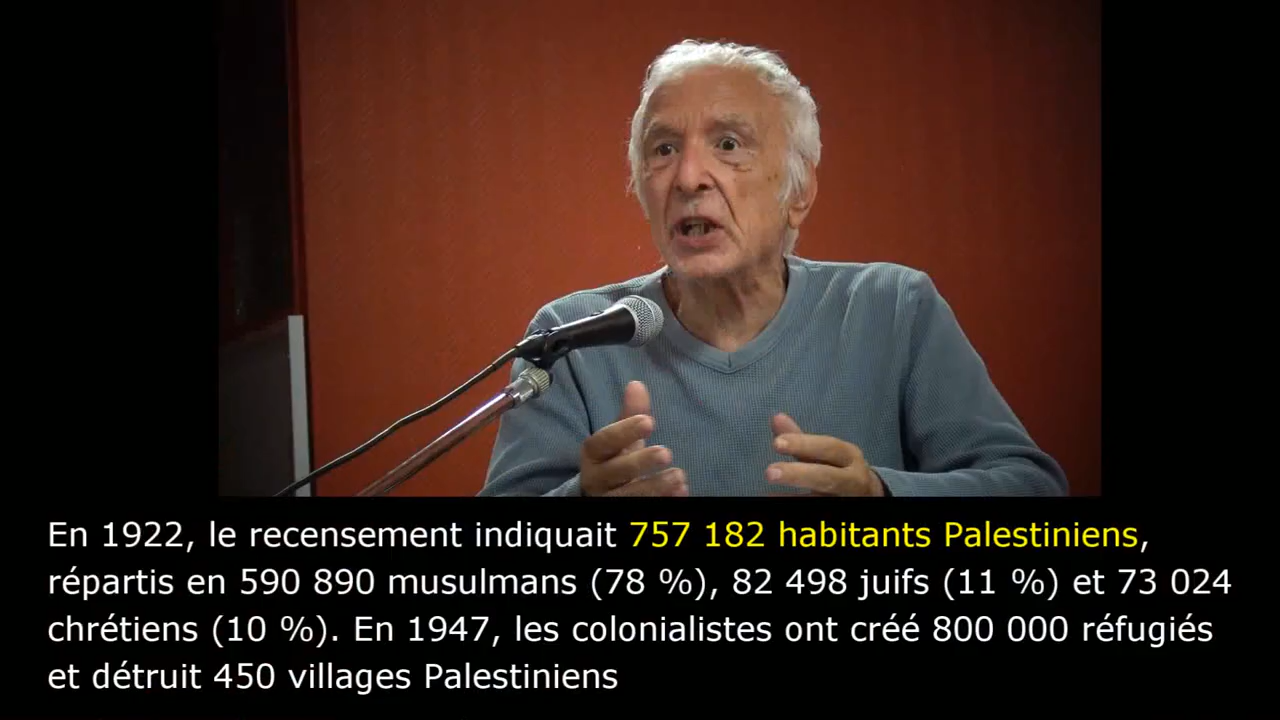 En 1922, le recensement indiquait 757 182 habitants Palestiniens,
répartis en 590 890 musulmans (78 %), 82 498 juifs (11 %) et 73 024
chrétiens (10 %). En 1947, les colonialistes ont créé 800 000 réfugiés
et détruit 450 villages Palestiniens